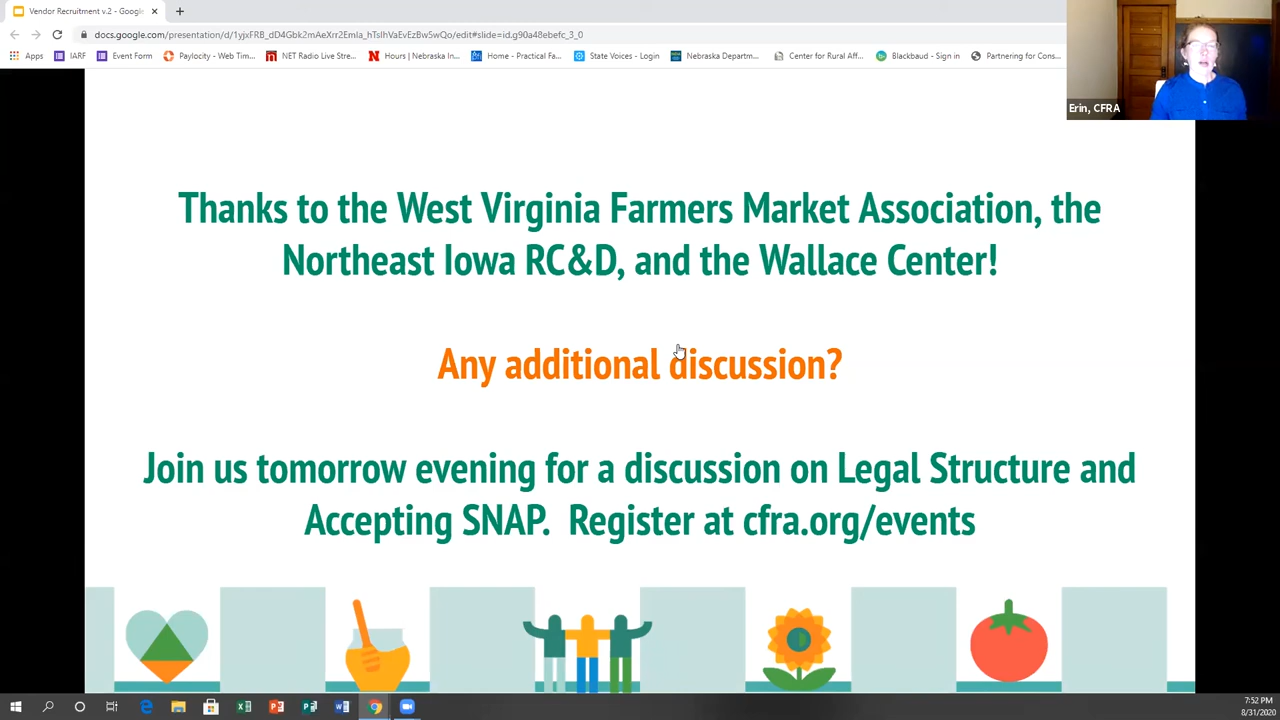 Vendor Recruitment v.2 - Googl
docs.google.com/presentation/d/1yjxFRB_dD4Gbk2mAeXrr2Emla_hTsIhVaEvEzBw5wQo/edit#slide=id.g90a48ebefc_3_0
Apps IARF Event Form Paylocity - Web Tim... NET Radio Live Stre... Hours | Nebraska In... Home - Practical Fa... State Voices - Login Nebraska Departm... Center for Rural Aff... Blackbaud - Sign in Partnering for Cons...
Erin, CFRA
Thanks to the West Virginia Farmers Market Association, the
Northeast Iowa RC&D, and the Wallace Center!
Any additional discussion?
Join us tomorrow evening for a discussion on Legal Structure and
Accepting SNAP. Register at cfra.org/events
7:52 PM
8/31/2020